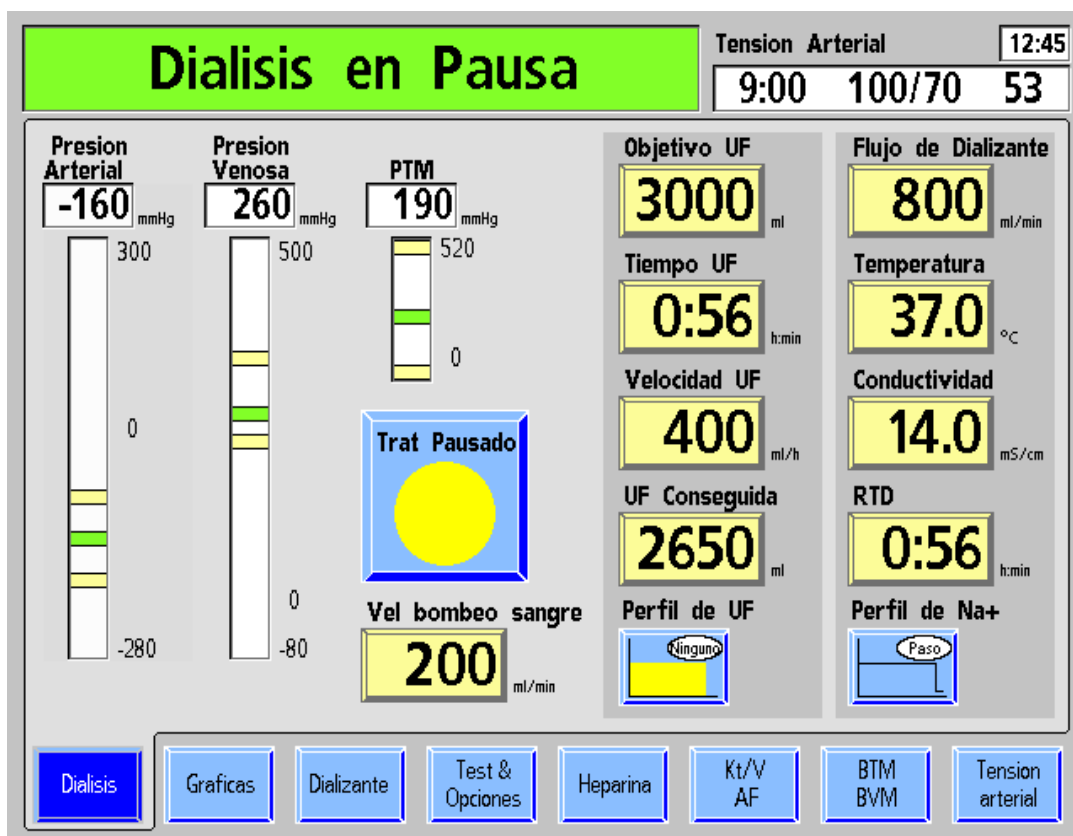 Dialisis en Pausa
Tension Arterial
12:45
9:00 100/70 53
Presion Arterial
-160 mmHg
300
0
-280
Presion Venosa
260 mmHg
500
0
-80
PTM
190 mmHg
520
0
Trat Pausado
Vel bombeo sangre
200 ml/min
Objetivo UF
3000 ml
Tiempo UF
0:56 h:min
Velocidad UF
400 ml/h
UF Conseguida
2650 ml
Perfil de UF
Ninguno
Flujo de Dializante
800 ml/min
Temperatura
37.0 °C
Conductividad
14.0 mS/cm
RTD
0:56 h:min
Perfil de Na+
Paso
Dialisis
Graficas
Dializante
Test & Opciones
Heparina
Kt/V AF
BTM BVM
Tension arterial